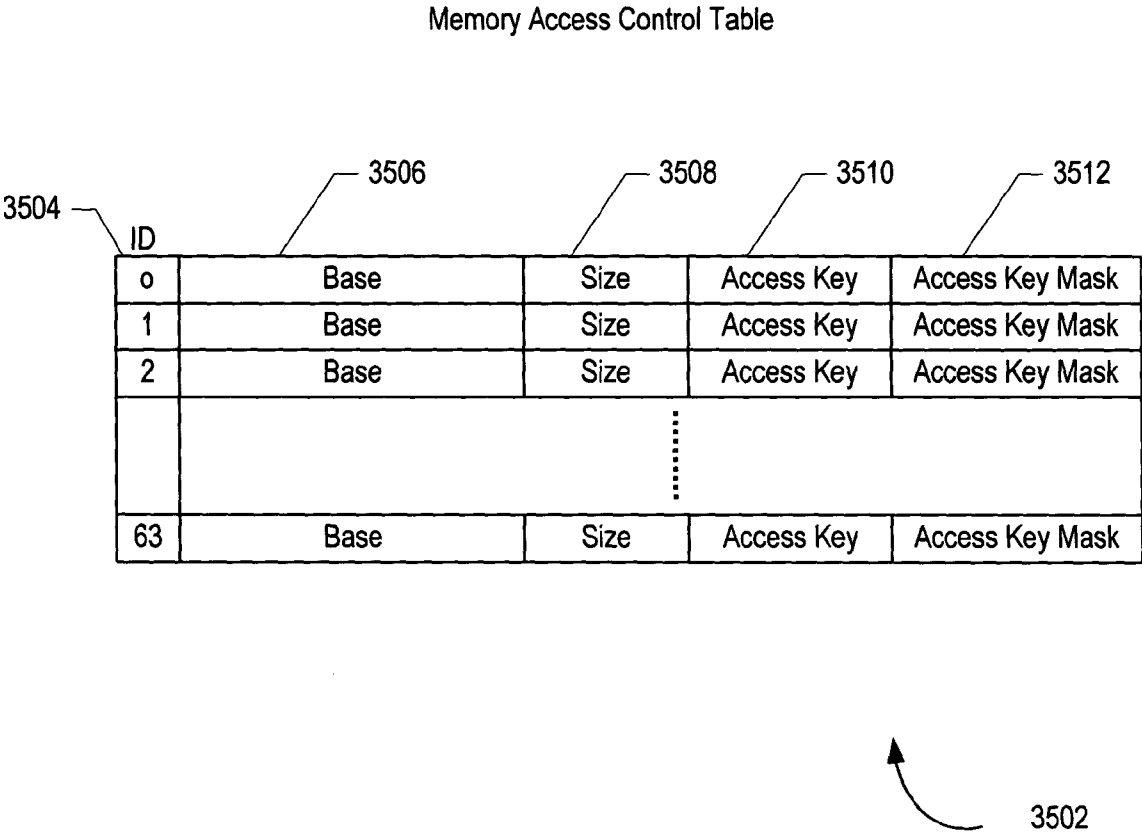 Memory Access Control Table
3506 3508 3510 3512
3504
ID
o Base Size Access Key Access Key Mask
1 Base Size Access Key Access Key Mask
2 Base Size Access Key Access Key Mask
63 Base Size Access Key Access Key Mask
3502